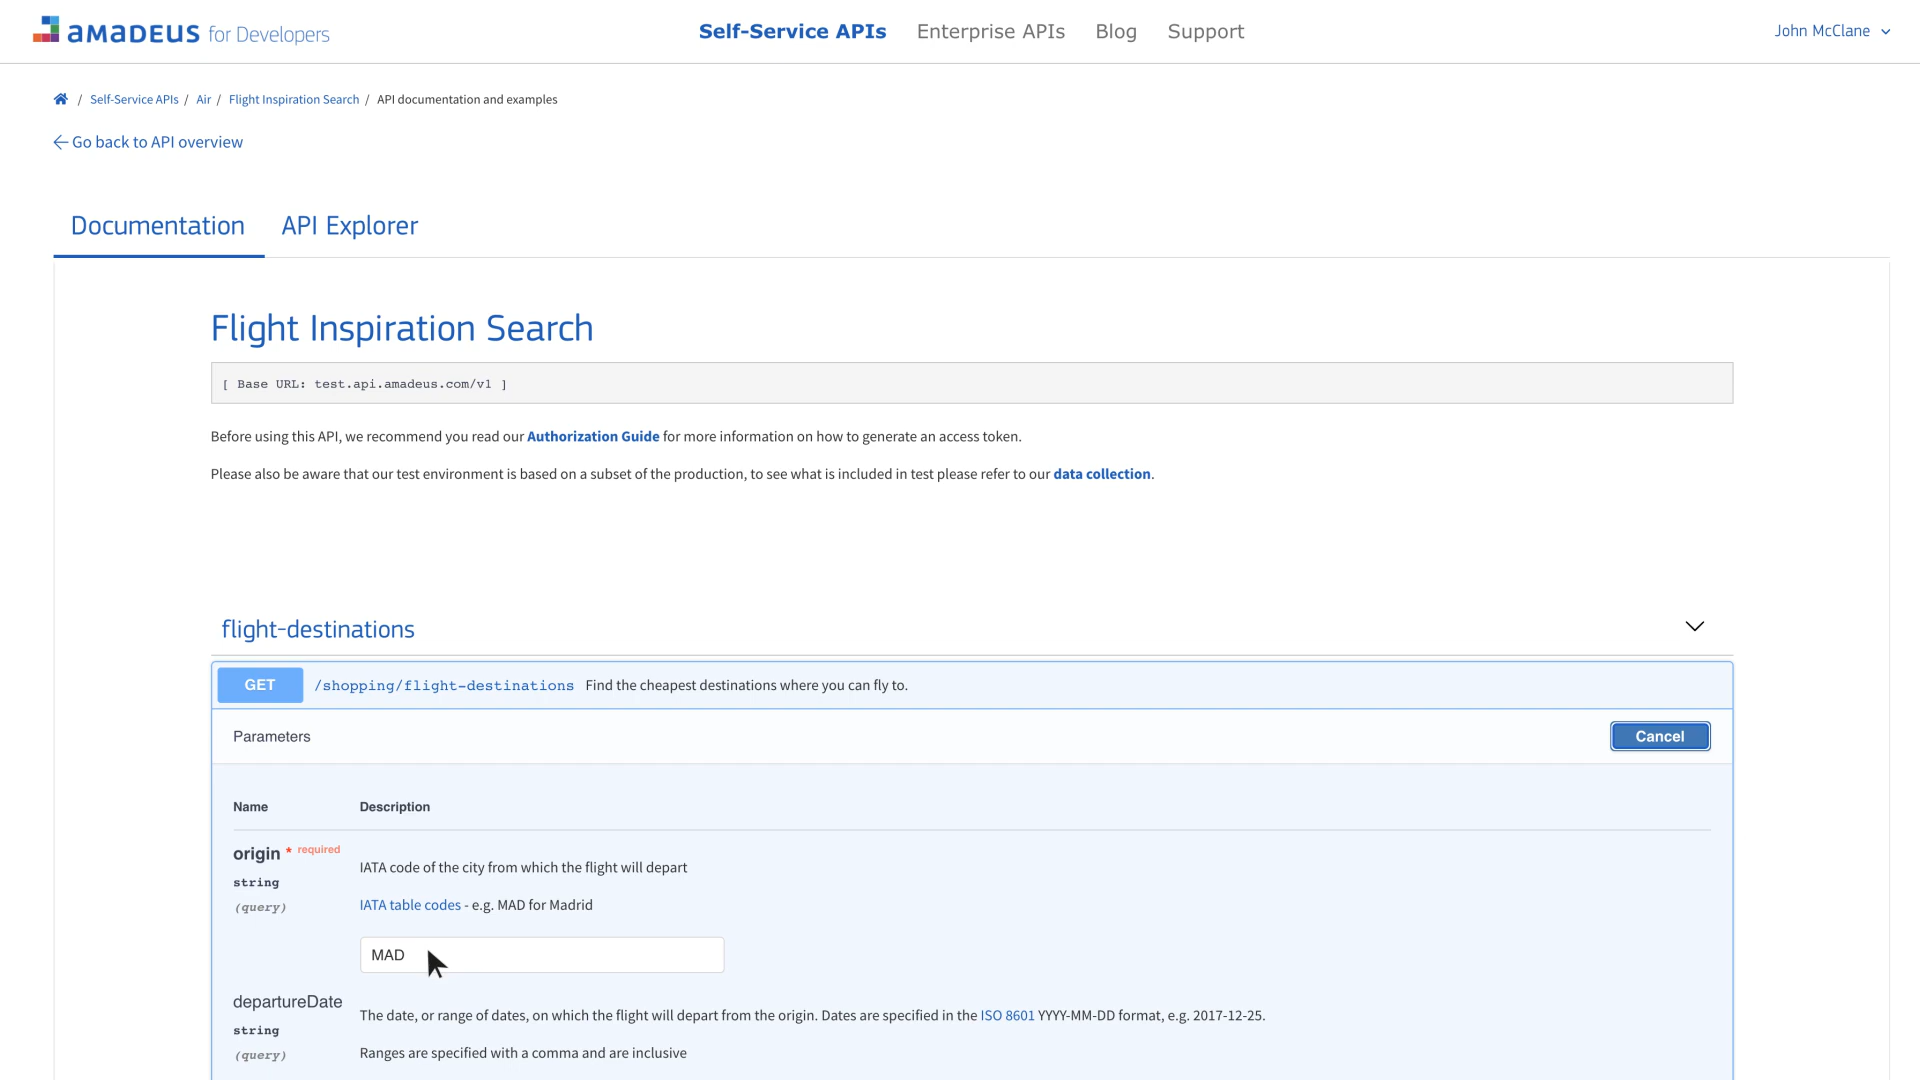 amadeus for Developers
Self-Service APIs Enterprise APIs Blog Support
John McClane
/ Self-Service APIs / Air / Flight Inspiration Search / API documentation and examples
Go back to API overview
Documentation API Explorer
Flight Inspiration Search
[ Base URL: test.api.amadeus.com/v1 ]
Before using this API, we recommend you read our Authorization Guide for more information on how to generate an access token.
Please also be aware that our test environment is based on a subset of the production, to see what is included in test please refer to our data collection.
flight-destinations
GET /shopping/flight-destinations Find the cheapest destinations where you can fly to.
Parameters Cancel
Name Description
origin * required
IATA code of the city from which the flight will depart
string
IATA table codes - e.g. MAD for Madrid
(query)
MAD
departureDate
The date, or range of dates, on which the flight will depart from the origin. Dates are specified in the ISO 8601 YYYY-MM-DD format, e.g. 2017-12-25.
string
Ranges are specified with a comma and are inclusive
(query)